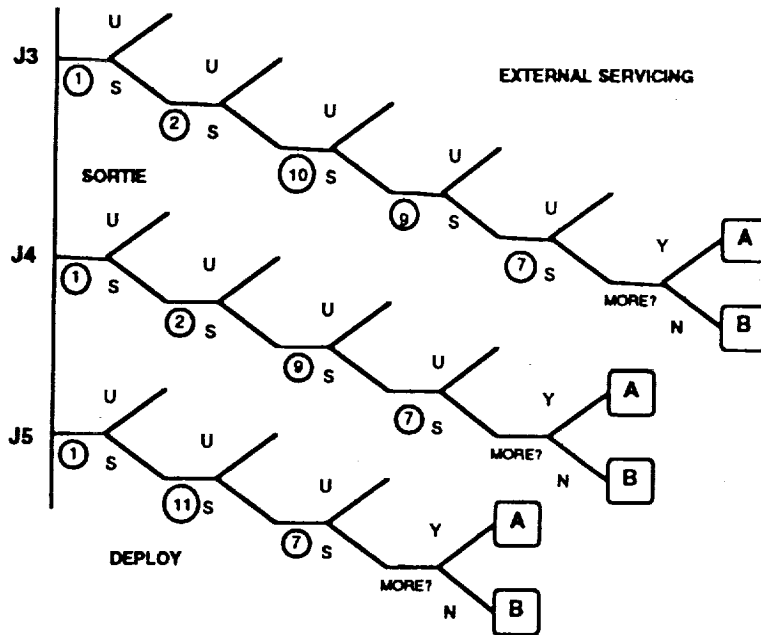 U
J3
U
EXTERNAL SERVICING
1
S
U
2
S
U
10
S
SORTIE
U
9
S
U
Y
A
J4
U
7
S
1
S
MORE?
2
S
U
N
B
9
S
U
Y
A
7
S
U
J5
U
MORE?
1
S
N
B
U
11
S
Y
A
7
S
DEPLOY
MORE?
N
B